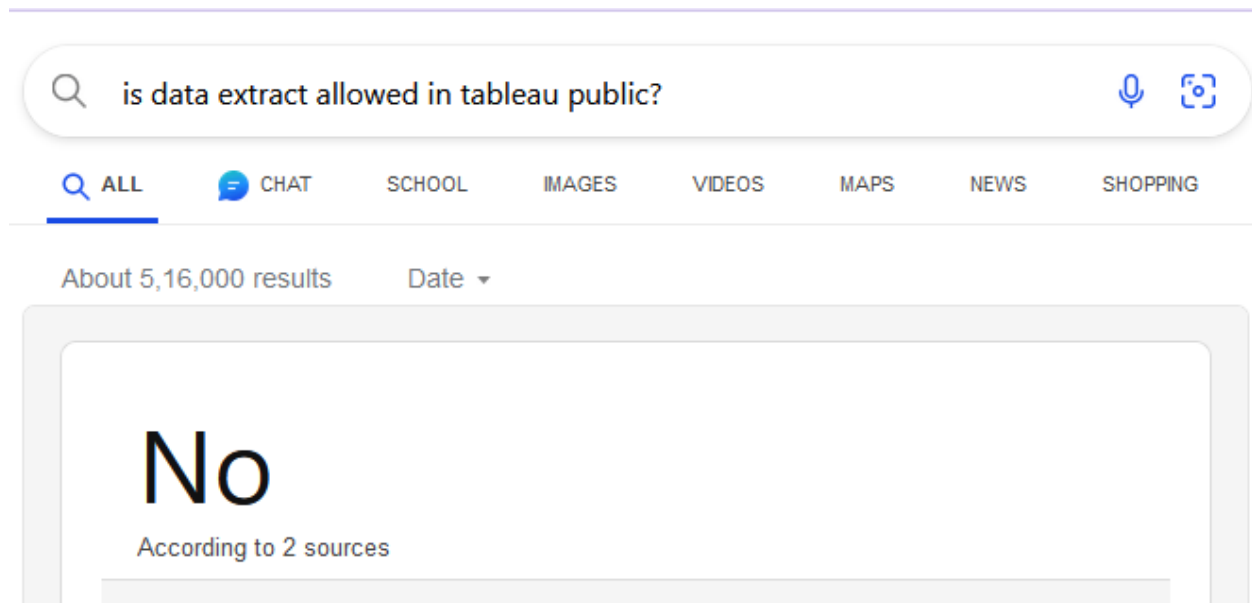 is data extract allowed in tableau public?
ALL CHAT SCHOOL IMAGES VIDEOS MAPS NEWS SHOPPING
About 5,16,000 results Date
No
According to 2 sources